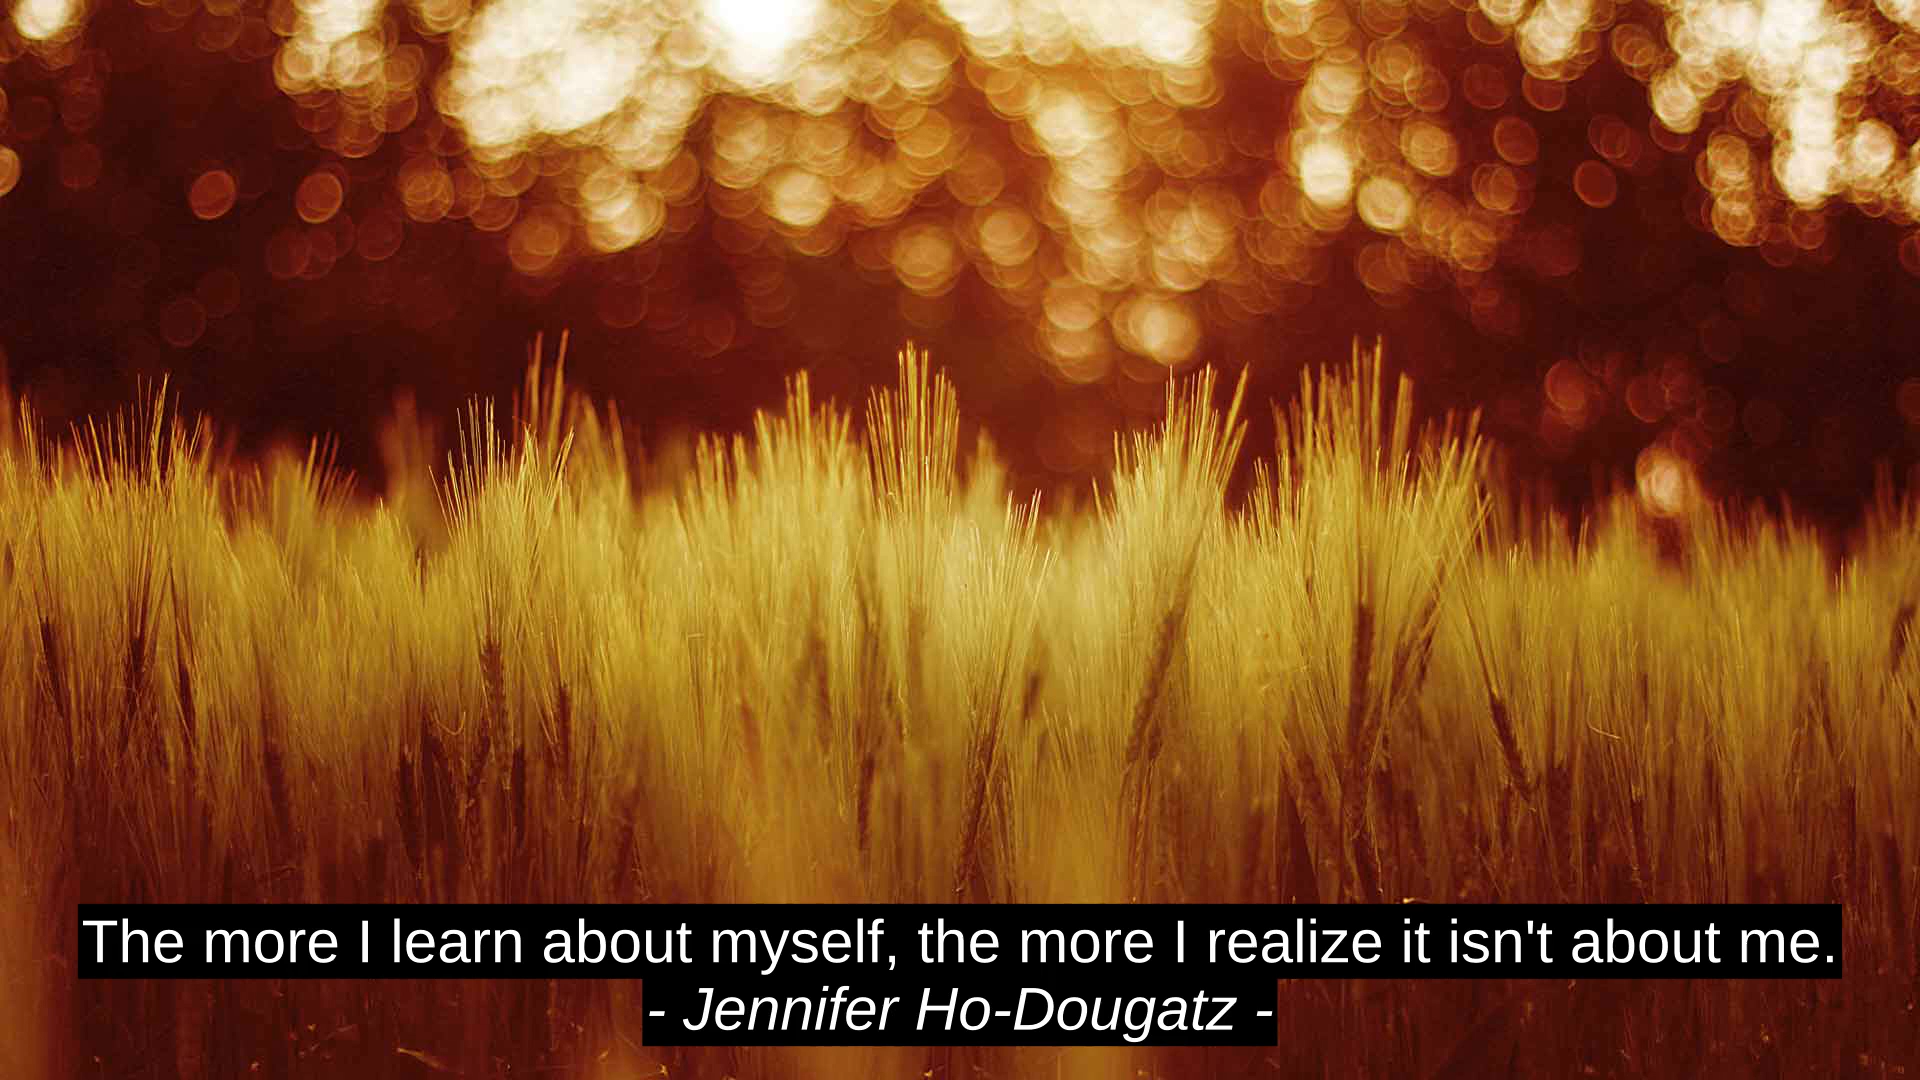 The more I learn about myself, the more I realize it isn't about me.
- Jennifer Ho-Dougatz -